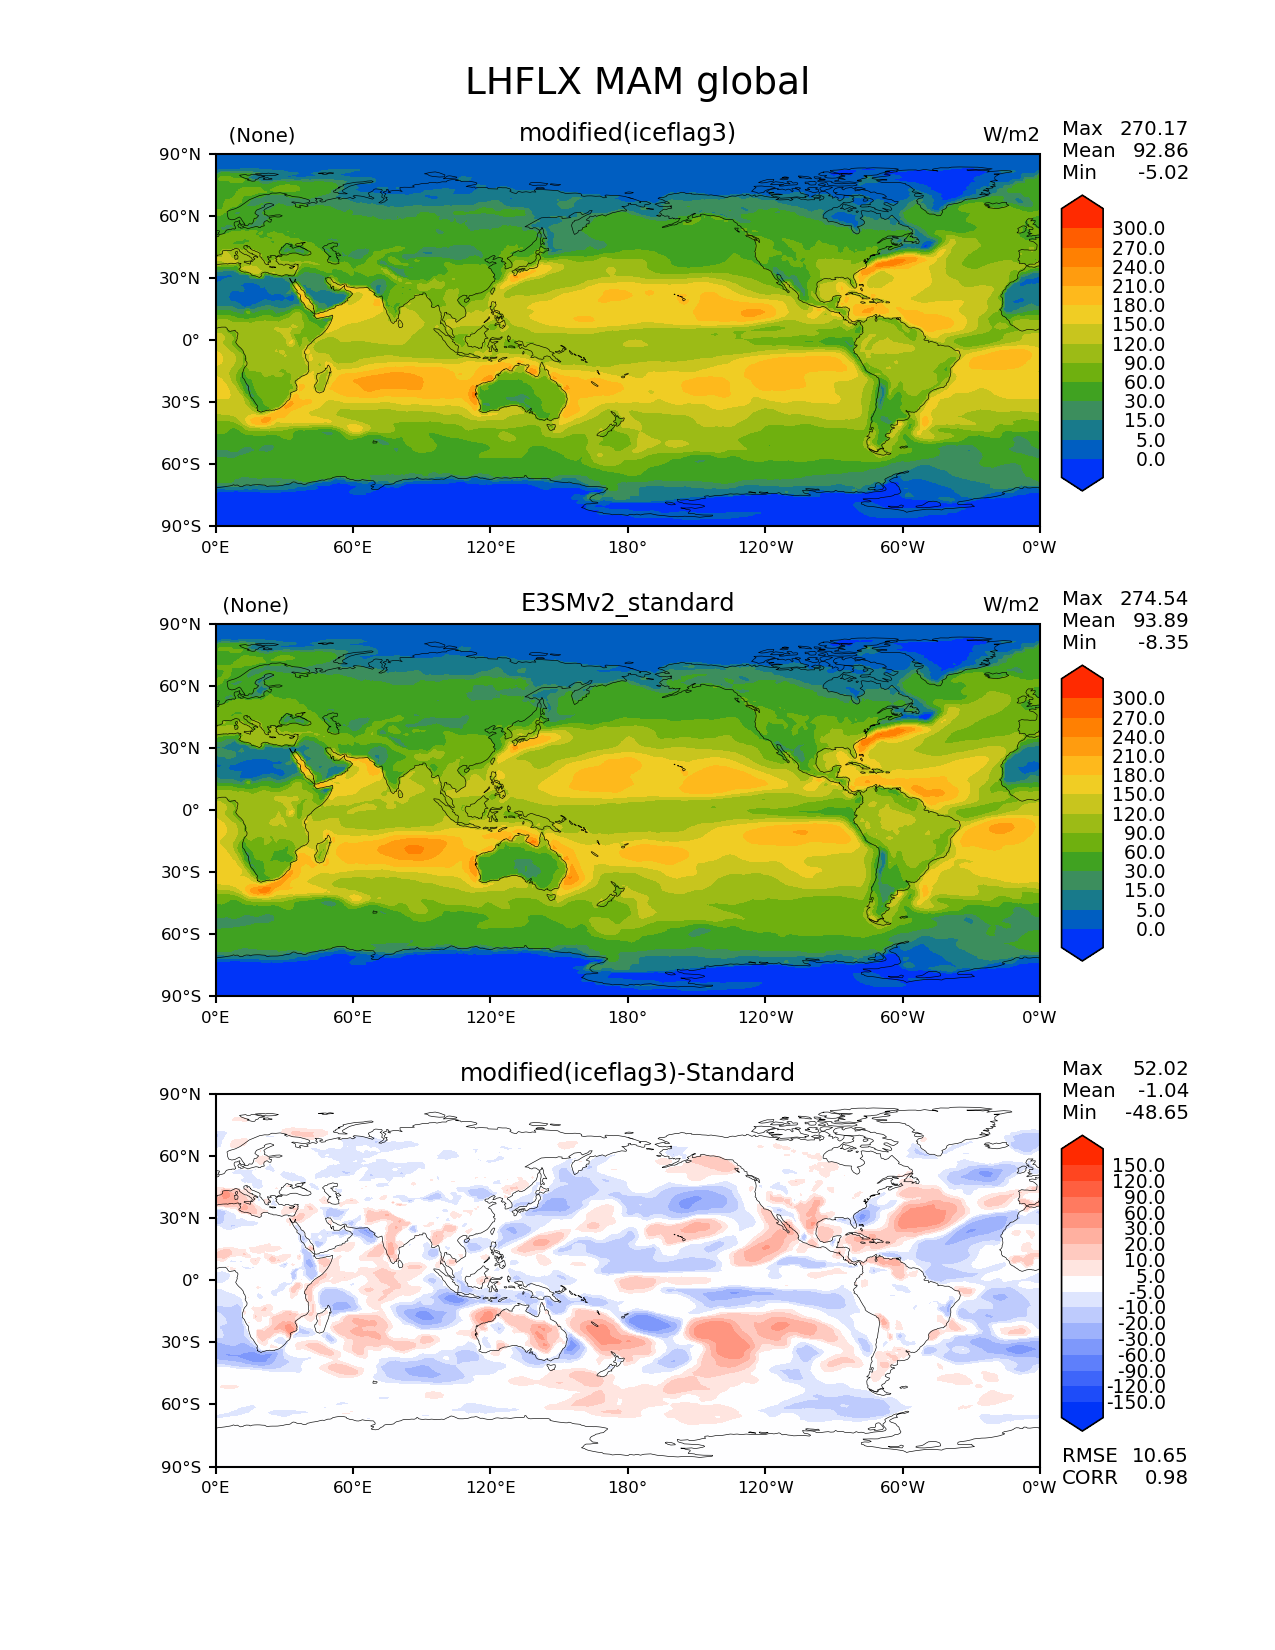 LHFLX MAM global
(None) modified(iceflag3) W/m2
Max 270.17
Mean 92.86
Min -5.02
90°N
60°N
30°N
0°
30°S
60°S
90°S
0°E 60°E 120°E 180° 120°W 60°W 0°W
300.0
270.0
240.0
210.0
180.0
150.0
120.0
90.0
60.0
30.0
15.0
5.0
0.0
(None) E3SMv2_standard W/m2
Max 274.54
Mean 93.89
Min -8.35
90°N
60°N
30°N
0°
30°S
60°S
90°S
0°E 60°E 120°E 180° 120°W 60°W 0°W
300.0
270.0
240.0
210.0
180.0
150.0
120.0
90.0
60.0
30.0
15.0
5.0
0.0
modified(iceflag3)-Standard
Max 52.02
Mean -1.04
Min -48.65
90°N
60°N
30°N
0°
30°S
60°S
90°S
0°E 60°E 120°E 180° 120°W 60°W 0°W
150.0
120.0
90.0
60.0
30.0
20.0
10.0
5.0
-5.0
-10.0
-20.0
-30.0
-60.0
-90.0
-120.0
-150.0
RMSE 10.65
CORR 0.98